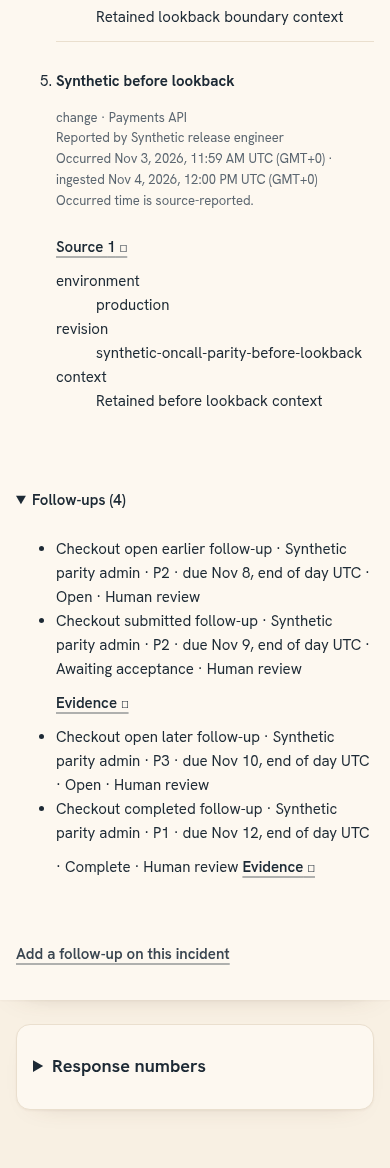 Retained lookback boundary context
5. Synthetic before lookback
change · Payments API
Reported by Synthetic release engineer
Occurred Nov 3, 2026, 11:59 AM UTC (GMT+0) ·
ingested Nov 4, 2026, 12:00 PM UTC (GMT+0)
Occurred time is source-reported.
Source 1
environment
production
revision
synthetic-oncall-parity-before-lookback
context
Retained before lookback context
▼ Follow-ups (4)
• Checkout open earlier follow-up · Synthetic
parity admin · P2 · due Nov 8, end of day UTC ·
Open · Human review
• Checkout submitted follow-up · Synthetic
parity admin · P2 · due Nov 9, end of day UTC ·
Awaiting acceptance · Human review
Evidence
• Checkout open later follow-up · Synthetic
parity admin · P3 · due Nov 10, end of day UTC
· Open · Human review
• Checkout completed follow-up · Synthetic
parity admin · P1 · due Nov 12, end of day UTC
· Complete · Human review Evidence
Add a follow-up on this incident
▶ Response numbers